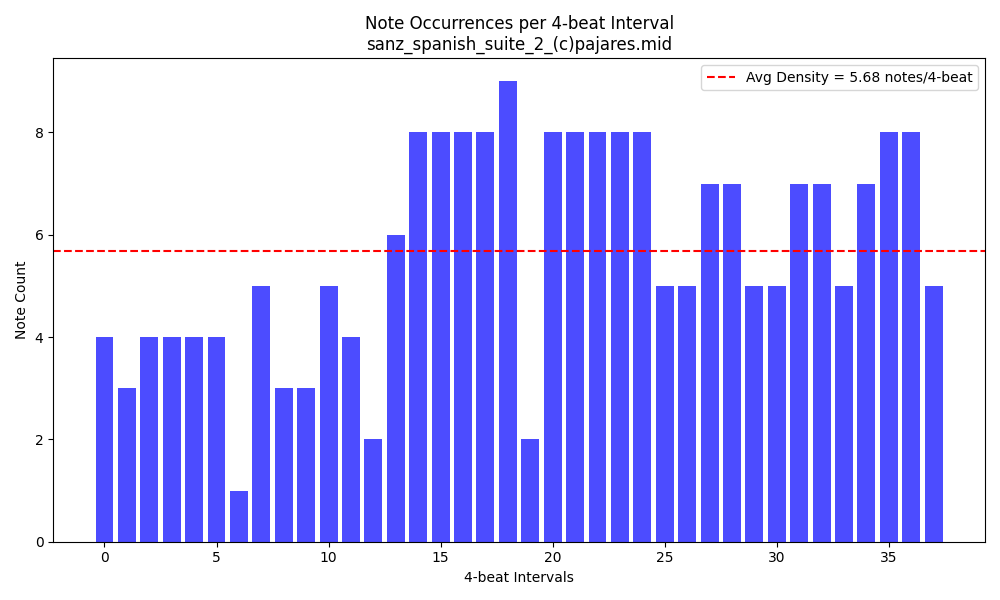 Note Occurrences per 4-beat Interval
sanz_spanish_suite_2_(c)pajares.mid
Avg Density = 5.68 notes/4-beat
Note Count
8
6
4
2
0
0 5 10 15 20 25 30 35
4-beat Intervals